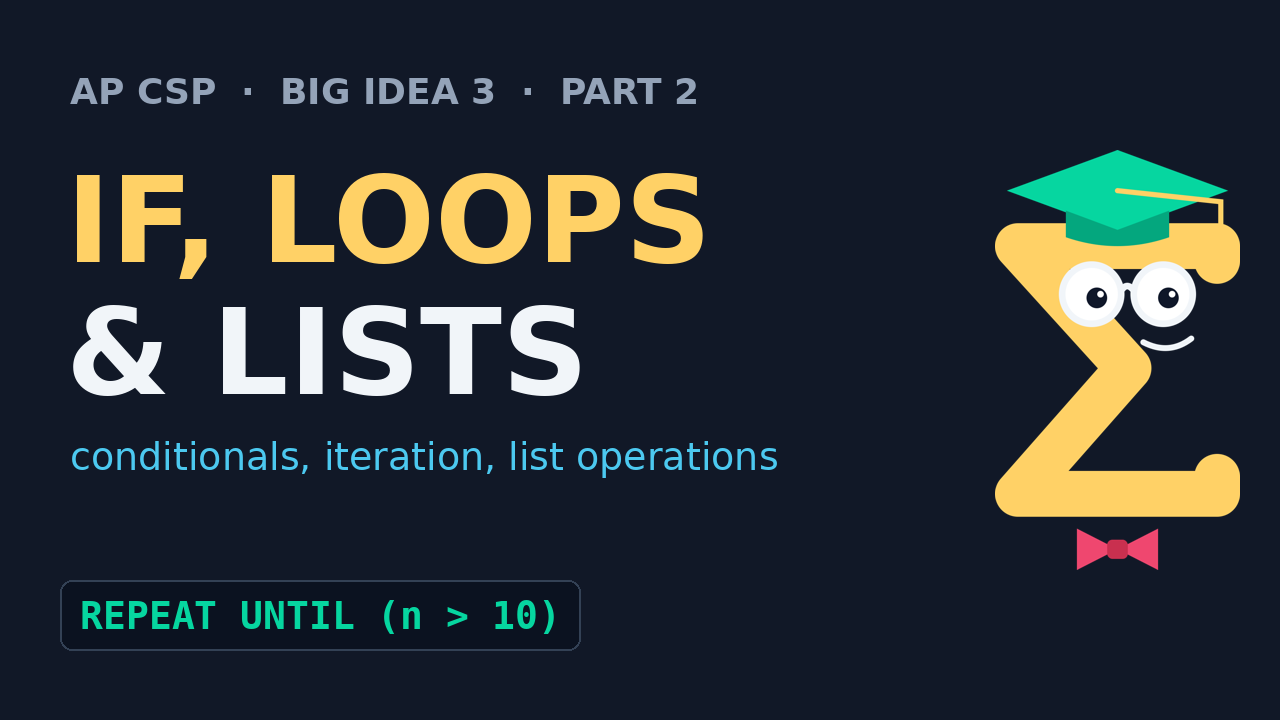 AP CSP · BIG IDEA 3 · PART 2
IF, LOOPS
& LISTS
conditionals, iteration, list operations
REPEAT UNTIL (n > 10)